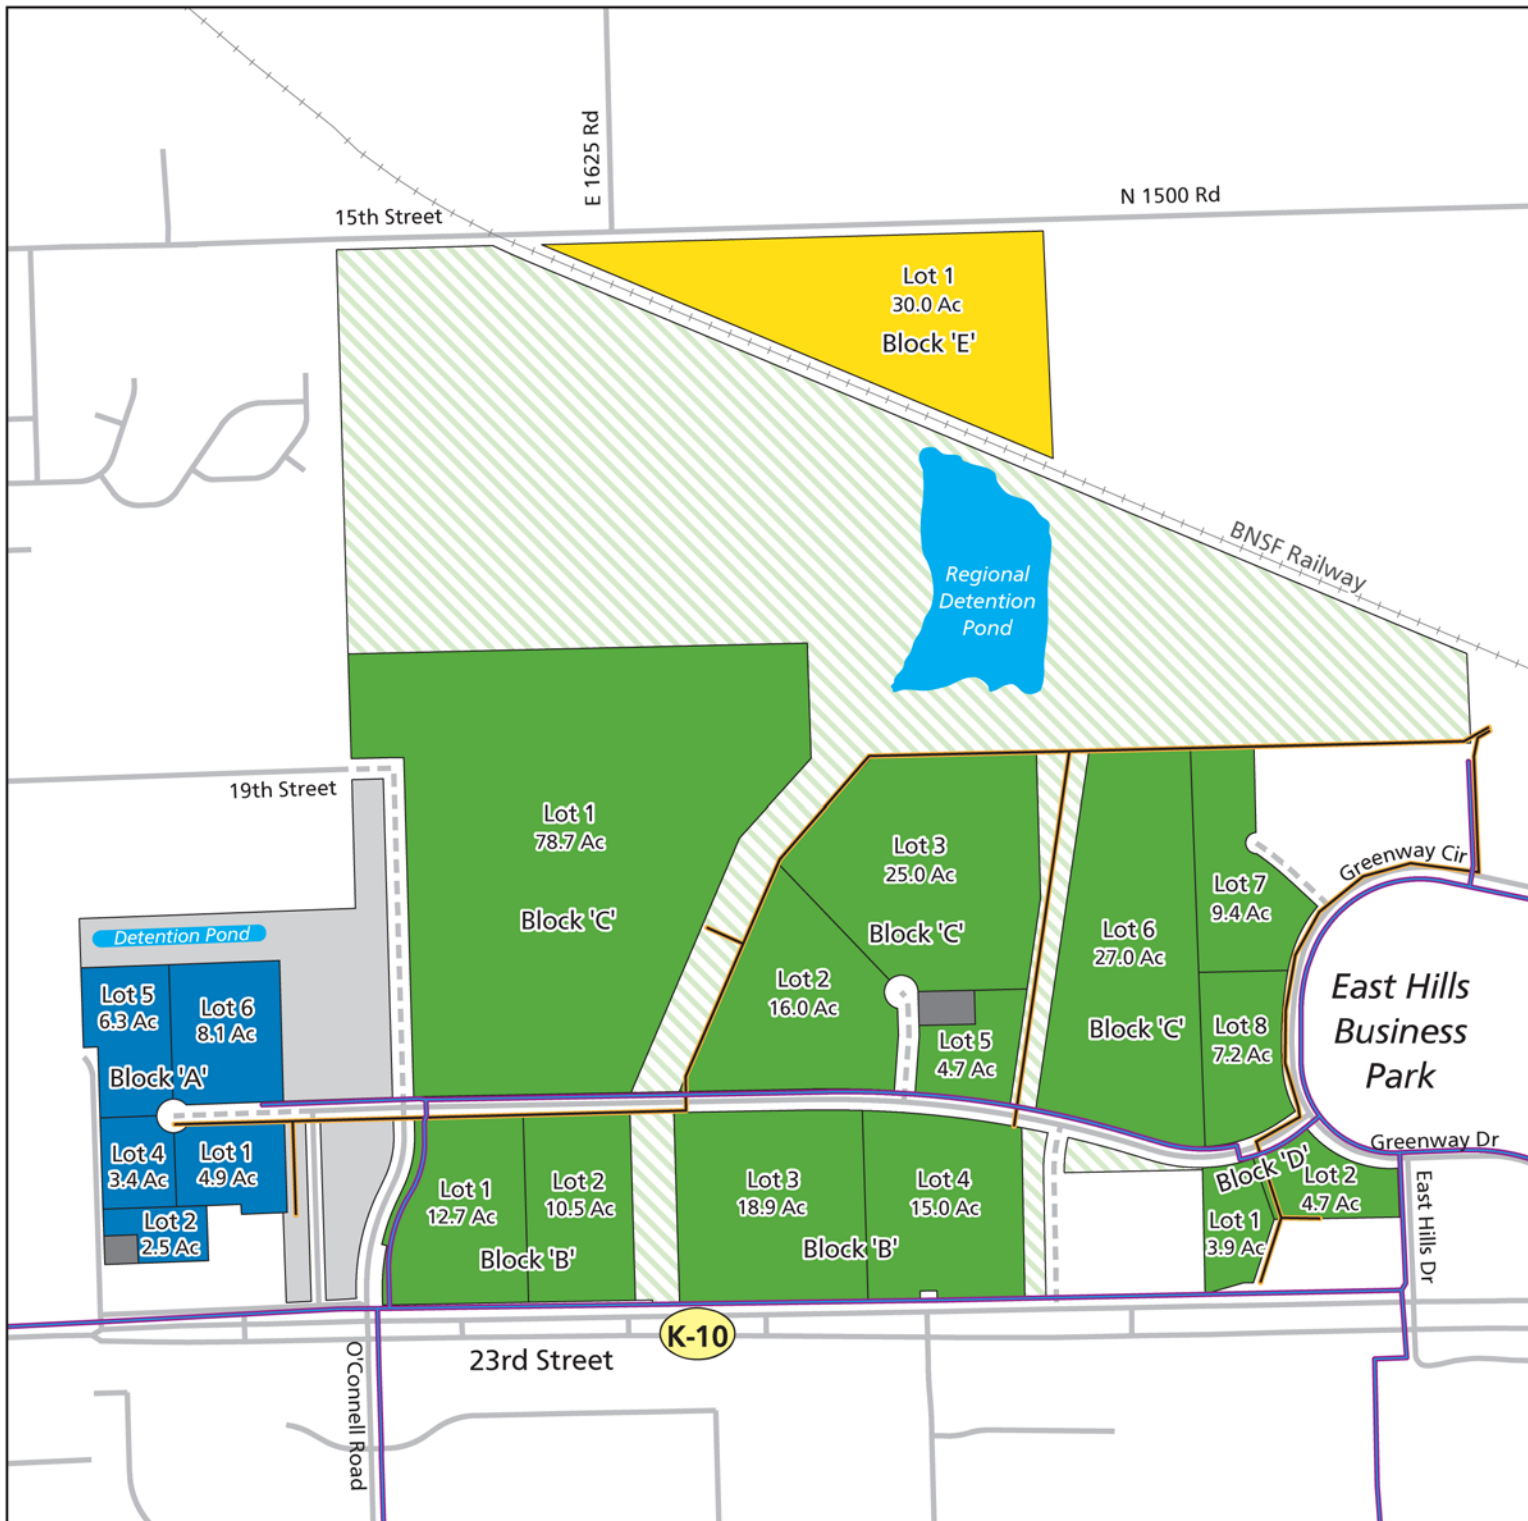 E 1625 Rd
N 1500 Rd
15th Street
Lot 1
30.0 Ac
Block 'E'
BNSF Railway
Regional
Detention
Pond
19th Street
Lot 1
78.7 Ac
Block 'C'
Lot 3
25.0 Ac
Block 'C'
Lot 2
16.0 Ac
Lot 5
4.7 Ac
Lot 6
27.0 Ac
Block 'C'
Lot 7
9.4 Ac
Lot 8
7.2 Ac
Greenway Cir
East Hills
Business
Park
Greenway Dr
East Hills Dr
Detention Pond
Lot 5
6.3 Ac
Lot 6
8.1 Ac
Block 'A'
Lot 4
3.4 Ac
Lot 1
4.9 Ac
Lot 2
2.5 Ac
Lot 1
12.7 Ac
Lot 2
10.5 Ac
Block 'B'
Lot 3
18.9 Ac
Lot 4
15.0 Ac
Block 'B'
Block 'D'
Lot 2
4.7 Ac
Lot 1
3.9 Ac
K-10
23rd Street
O'Connell Road